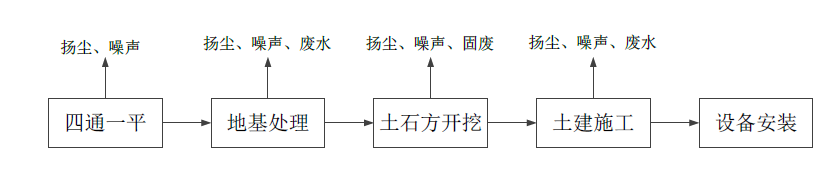 扬尘、噪声
扬尘、噪声、废水
扬尘、噪声、固废
扬尘、噪声、废水
四通一平
地基处理
土石方开挖
土建施工
设备安装